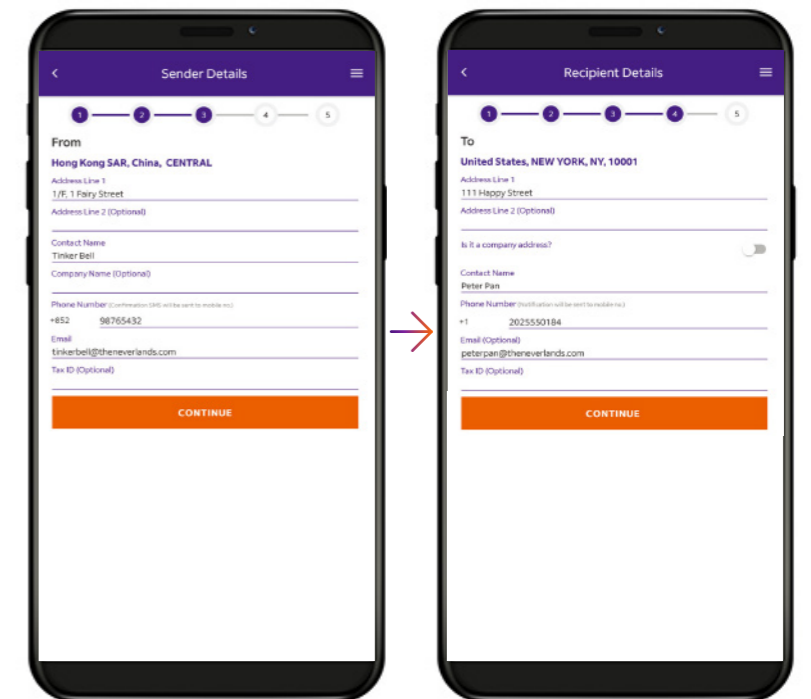 Sender Details
1 2 3 4 5
From
Hong Kong SAR, China, CENTRAL
Address Line 1
1/F, 1 Fairy Street
Address Line 2 (Optional)
Contact Name
Tinker Bell
Company Name (Optional)
Phone Number (Confirmation SMS will be sent to mobile no.)
+852 98765432
Email
tinkerbell@theneverlands.com
Tax ID (Optional)
CONTINUE
Recipient Details
1 2 3 4 5
To
United States, NEW YORK, NY, 10001
Address Line 1
111 Happy Street
Address Line 2 (Optional)
Is it a company address?
Contact Name
Peter Pan
Phone Number (Notification will be sent to mobile no.)
+1 2025550184
Email (Optional)
peterpan@theneverlands.com
Tax ID (Optional)
CONTINUE